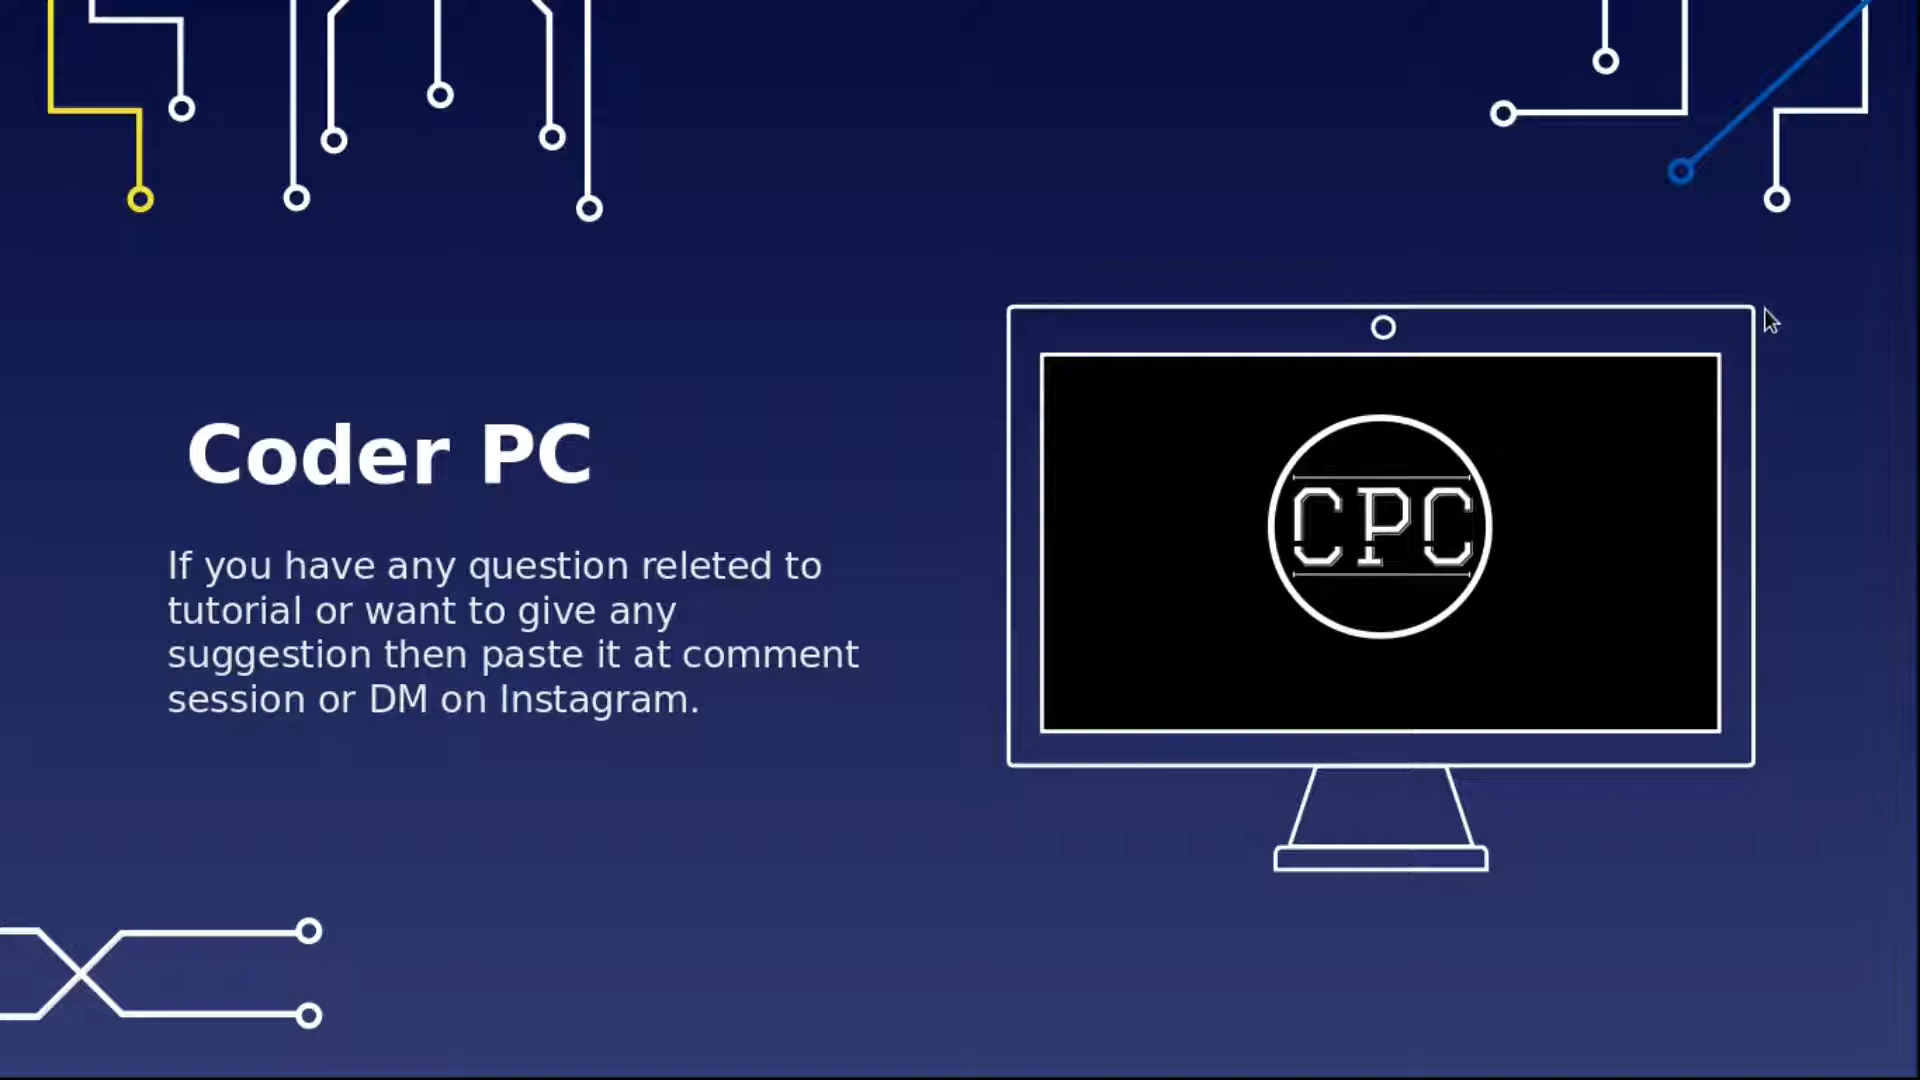 Coder PC
If you have any question releted to
tutorial or want to give any
suggestion then paste it at comment
session or DM on Instagram.
CPC